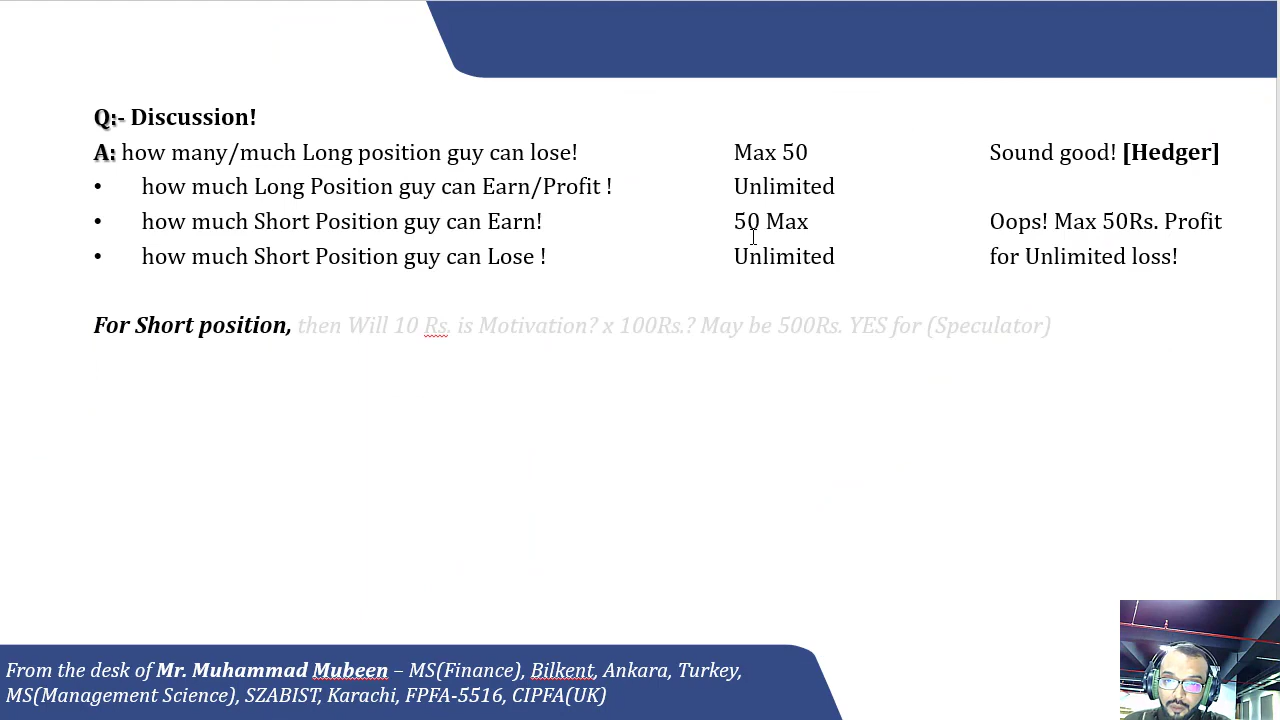 Q:- Discussion!
A: how many/much Long position guy can lose! Max 50 Sound good! [Hedger]
• how much Long Position guy can Earn/Profit ! Unlimited
• how much Short Position guy can Earn! 50 Max Oops! Max 50Rs. Profit
• how much Short Position guy can Lose ! Unlimited for Unlimited loss!
For Short position, then Will 10 Rs. is Motivation? x 100Rs.? May be 500Rs. YES for (Speculator)
From the desk of Mr. Muhammad Mubeen – MS(Finance), Bilkent, Ankara, Turkey,
MS(Management Science), SZABIST, Karachi, FPFA-5516, CIPFA(UK)